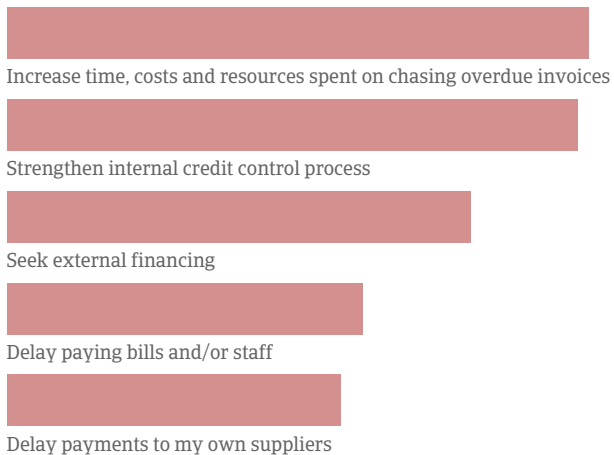 Increase time, costs and resources spent on chasing overdue invoices
Strengthen internal credit control process
Seek external financing
Delay paying bills and/or staff
Delay payments to my own suppliers